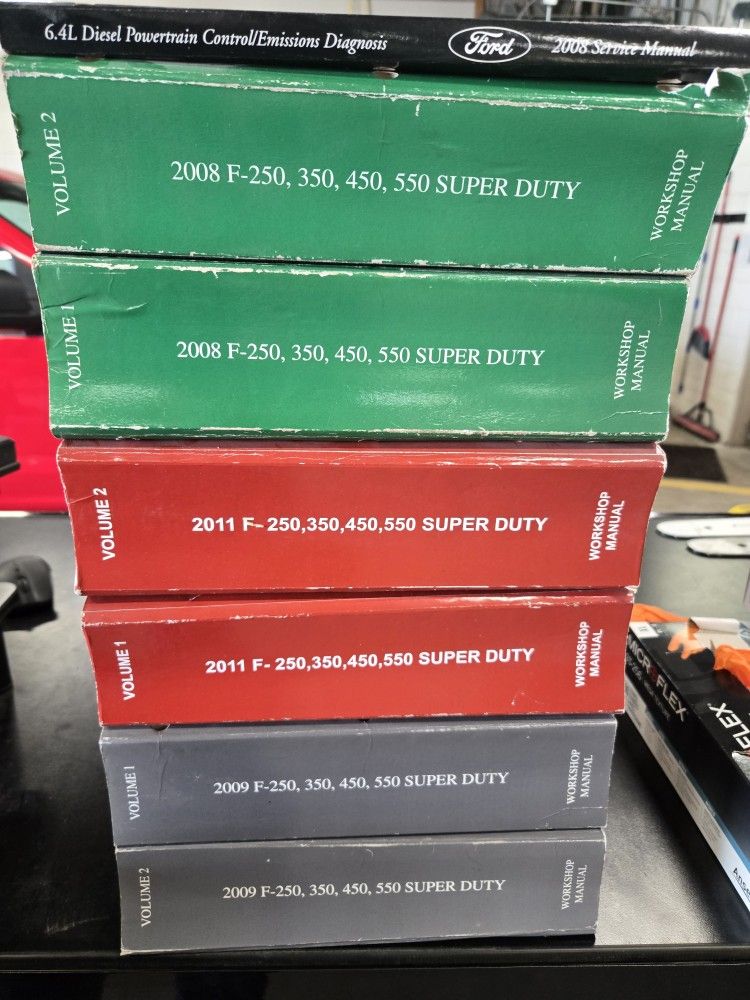 6.4L Diesel Powertrain Control/Emissions Diagnosis
Ford
2008 Service Manual
VOLUME 2
2008 F-250, 350, 450, 550 SUPER DUTY
WORKSHOP
MANUAL
VOLUME 1
2008 F-250, 350, 450, 550 SUPER DUTY
WORKSHOP
MANUAL
VOLUME 2
2011 F- 250,350,450,550 SUPER DUTY
WORKSHOP
MANUAL
VOLUME 1
2011 F- 250,350,450,550 SUPER DUTY
WORKSHOP
MANUAL
VOLUME 1
2009 F-250, 350, 450, 550 SUPER DUTY
WORKSHOP
MANUAL
VOLUME 2
2009 F-250, 350, 450, 550 SUPER DUTY
WORKSHOP
MANUAL
MICROFLEX
FLEX